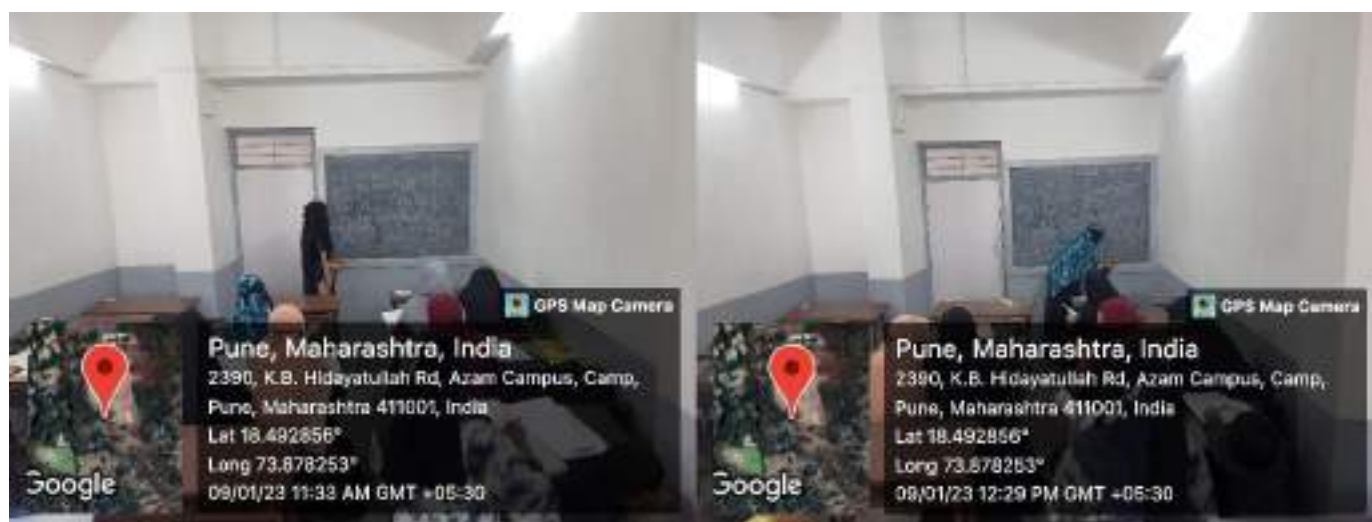 GPS Map Camera
Pune, Maharashtra, India
2390, K.B. Hidayatullah Rd, Azam Campus, Camp,
Pune, Maharashtra 411001, India
Lat 18.492856°
Long 73.878253°
09/01/23 11:33 AM GMT +05:30
Google
GPS Map Camera
Pune, Maharashtra, India
2390, K.B. Hidayatullah Rd, Azam Campus, Camp,
Pune, Maharashtra 411001, India
Lat 18.492856°
Long 73.878253°
09/01/23 12:29 PM GMT +05:30
Google